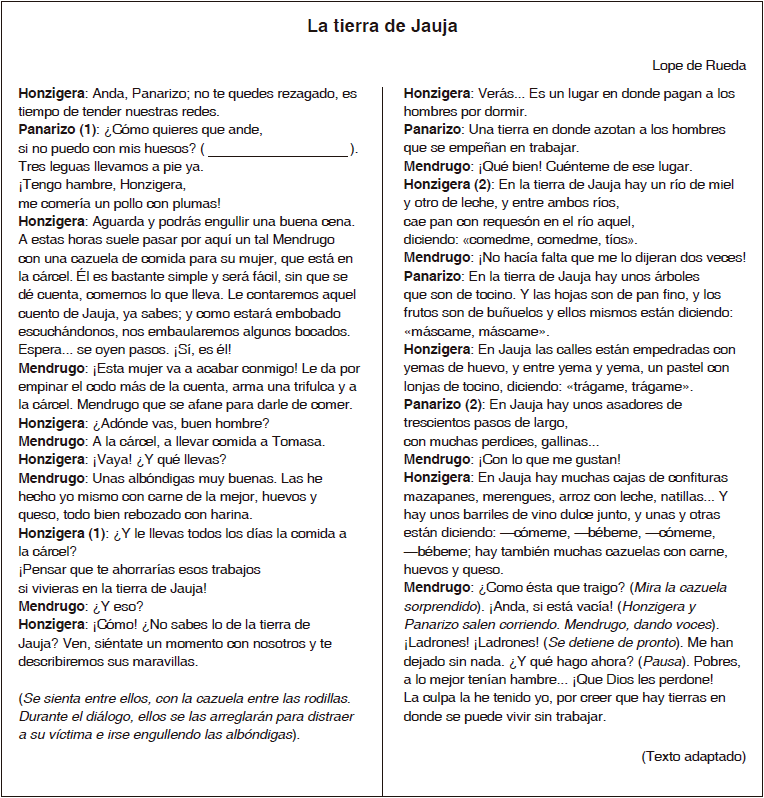 La tierra de Jauja
Lope de Rueda
Honzigera: Anda, Panarizo; no te quedes rezagado, es
tiempo de tender nuestras redes.
Panarizo (1): ¿Cómo quieres que ande,
si no puedo con mis huesos? ( ____________________ ).
Tres leguas llevamos a pie ya.
¡Tengo hambre, Honzigera,
me comería un pollo con plumas!
Honzigera: Aguarda y podrás engullir una buena cena.
A estas horas suele pasar por aquí un tal Mendrugo
con una cazuela de comida para su mujer, que está en
la cárcel. Él es bastante simple y será fácil, sin que se
dé cuenta, comernos lo que lleva. Le contaremos aquel
cuento de Jauja, ya sabes; y como estará embobado
escuchándonos, nos embaularemos algunos bocados.
Espera... se oyen pasos. ¡Sí, es él!
Mendrugo: ¡Esta mujer va a acabar conmigo! Le da por
empinar el codo más de la cuenta, arma una trifulca y a
la cárcel. Mendrugo que se afane para darle de comer.
Honzigera: ¿Adónde vas, buen hombre?
Mendrugo: A la cárcel, a llevar comida a Tomasa.
Honzigera: ¡Vaya! ¿Y qué llevas?
Mendrugo: Unas albóndigas muy buenas. Las he
hecho yo mismo con carne de la mejor, huevos y
queso, todo bien rebozado con harina.
Honzigera (1): ¿Y le llevas todos los días la comida a
la cárcel?
¡Pensar que te ahorrarías esos trabajos
si vivieras en la tierra de Jauja!
Mendrugo: ¿Y eso?
Honzigera: ¡Cómo! ¿No sabes lo de la tierra de
Jauja? Ven, siéntate un momento con nosotros y te
describiremos sus maravillas.
(Se sienta entre ellos, con la cazuela entre las rodillas.
Durante el diálogo, ellos se las arreglarán para distraer
a su víctima e irse engullendo las albóndigas).
Honzigera: Verás... Es un lugar en donde pagan a los
hombres por dormir.
Panarizo: Una tierra en donde azotan a los hombres
que se empeñan en trabajar.
Mendrugo: ¡Qué bien! Cuénteme de ese lugar.
Honzigera (2): En la tierra de Jauja hay un río de miel
y otro de leche, y entre ambos ríos,
cae pan con requesón en el río aquel,
diciendo: «comedme, comedme, tíos».
Mendrugo: ¡No hacía falta que me lo dijeran dos veces!
Panarizo: En la tierra de Jauja hay unos árboles
que son de tocino. Y las hojas son de pan fino, y los
frutos son de buñuelos y ellos mismos están diciendo:
«máscame, máscame».
Honzigera: En Jauja las calles están empedradas con
yemas de huevo, y entre yema y yema, un pastel con
lonjas de tocino, diciendo: «trágame, trágame».
Panarizo (2): En Jauja hay unos asadores de
trescientos pasos de largo,
con muchas perdices, gallinas...
Mendrugo: ¡Con lo que me gustan!
Honzigera: En Jauja hay muchas cajas de confituras
mazapanes, merengues, arroz con leche, natillas... Y
hay unos barriles de vino dulce junto, y unas y otras
están diciendo: —cómeme, —bébeme, —cómeme,
—bébeme; hay también muchas cazuelas con carne,
huevos y queso.
Mendrugo: ¿Como ésta que traigo? (Mira la cazuela
sorprendido). ¡Anda, si está vacía! (Honzigera y
Panarizo salen corriendo. Mendrugo, dando voces).
¡Ladrones! ¡Ladrones! (Se detiene de pronto). Me han
dejado sin nada. ¿Y qué hago ahora? (Pausa). Pobres,
a lo mejor tenían hambre... ¡Que Dios les perdone!
La culpa la he tenido yo, por creer que hay tierras en
donde se puede vivir sin trabajar.
(Texto adaptado)